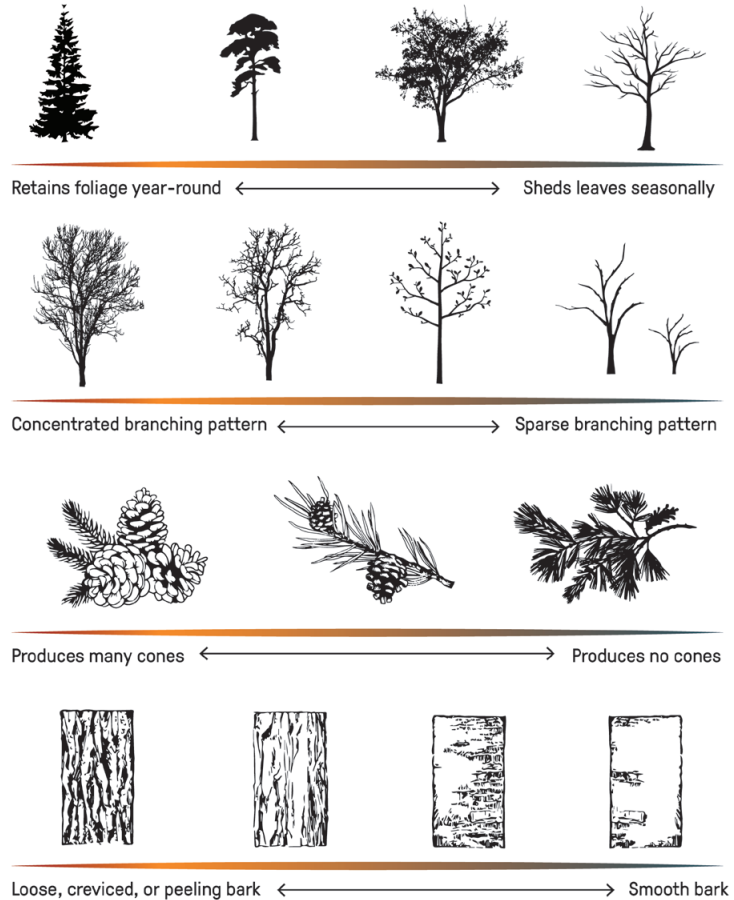 Retains foliage year-round Sheds leaves seasonally
Concentrated branching pattern Sparse branching pattern
Produces many cones Produces no cones
Loose, creviced, or peeling bark Smooth bark